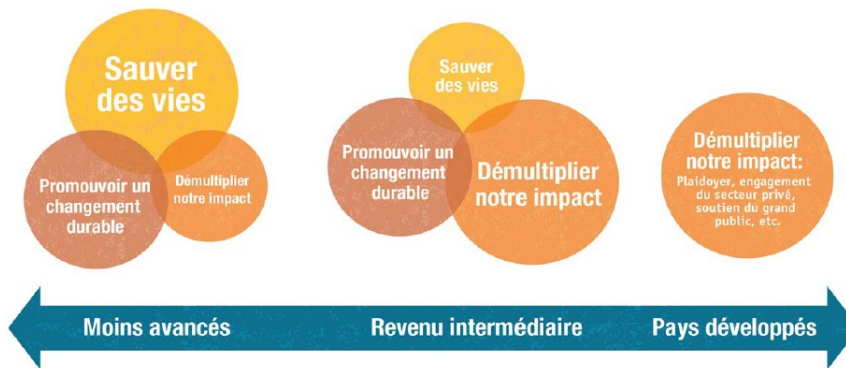 Sauver
des vies
Promouvoir un
changement
durable
Démultiplier
notre impact
Sauver
des vies
Promouvoir un
changement
durable
Démultiplier
notre impact
Démultiplier
notre impact:
Plaidoyer, engagement
du secteur privé,
soutien du grand
public, etc.
Moins avancés
Revenu intermédiaire
Pays développés